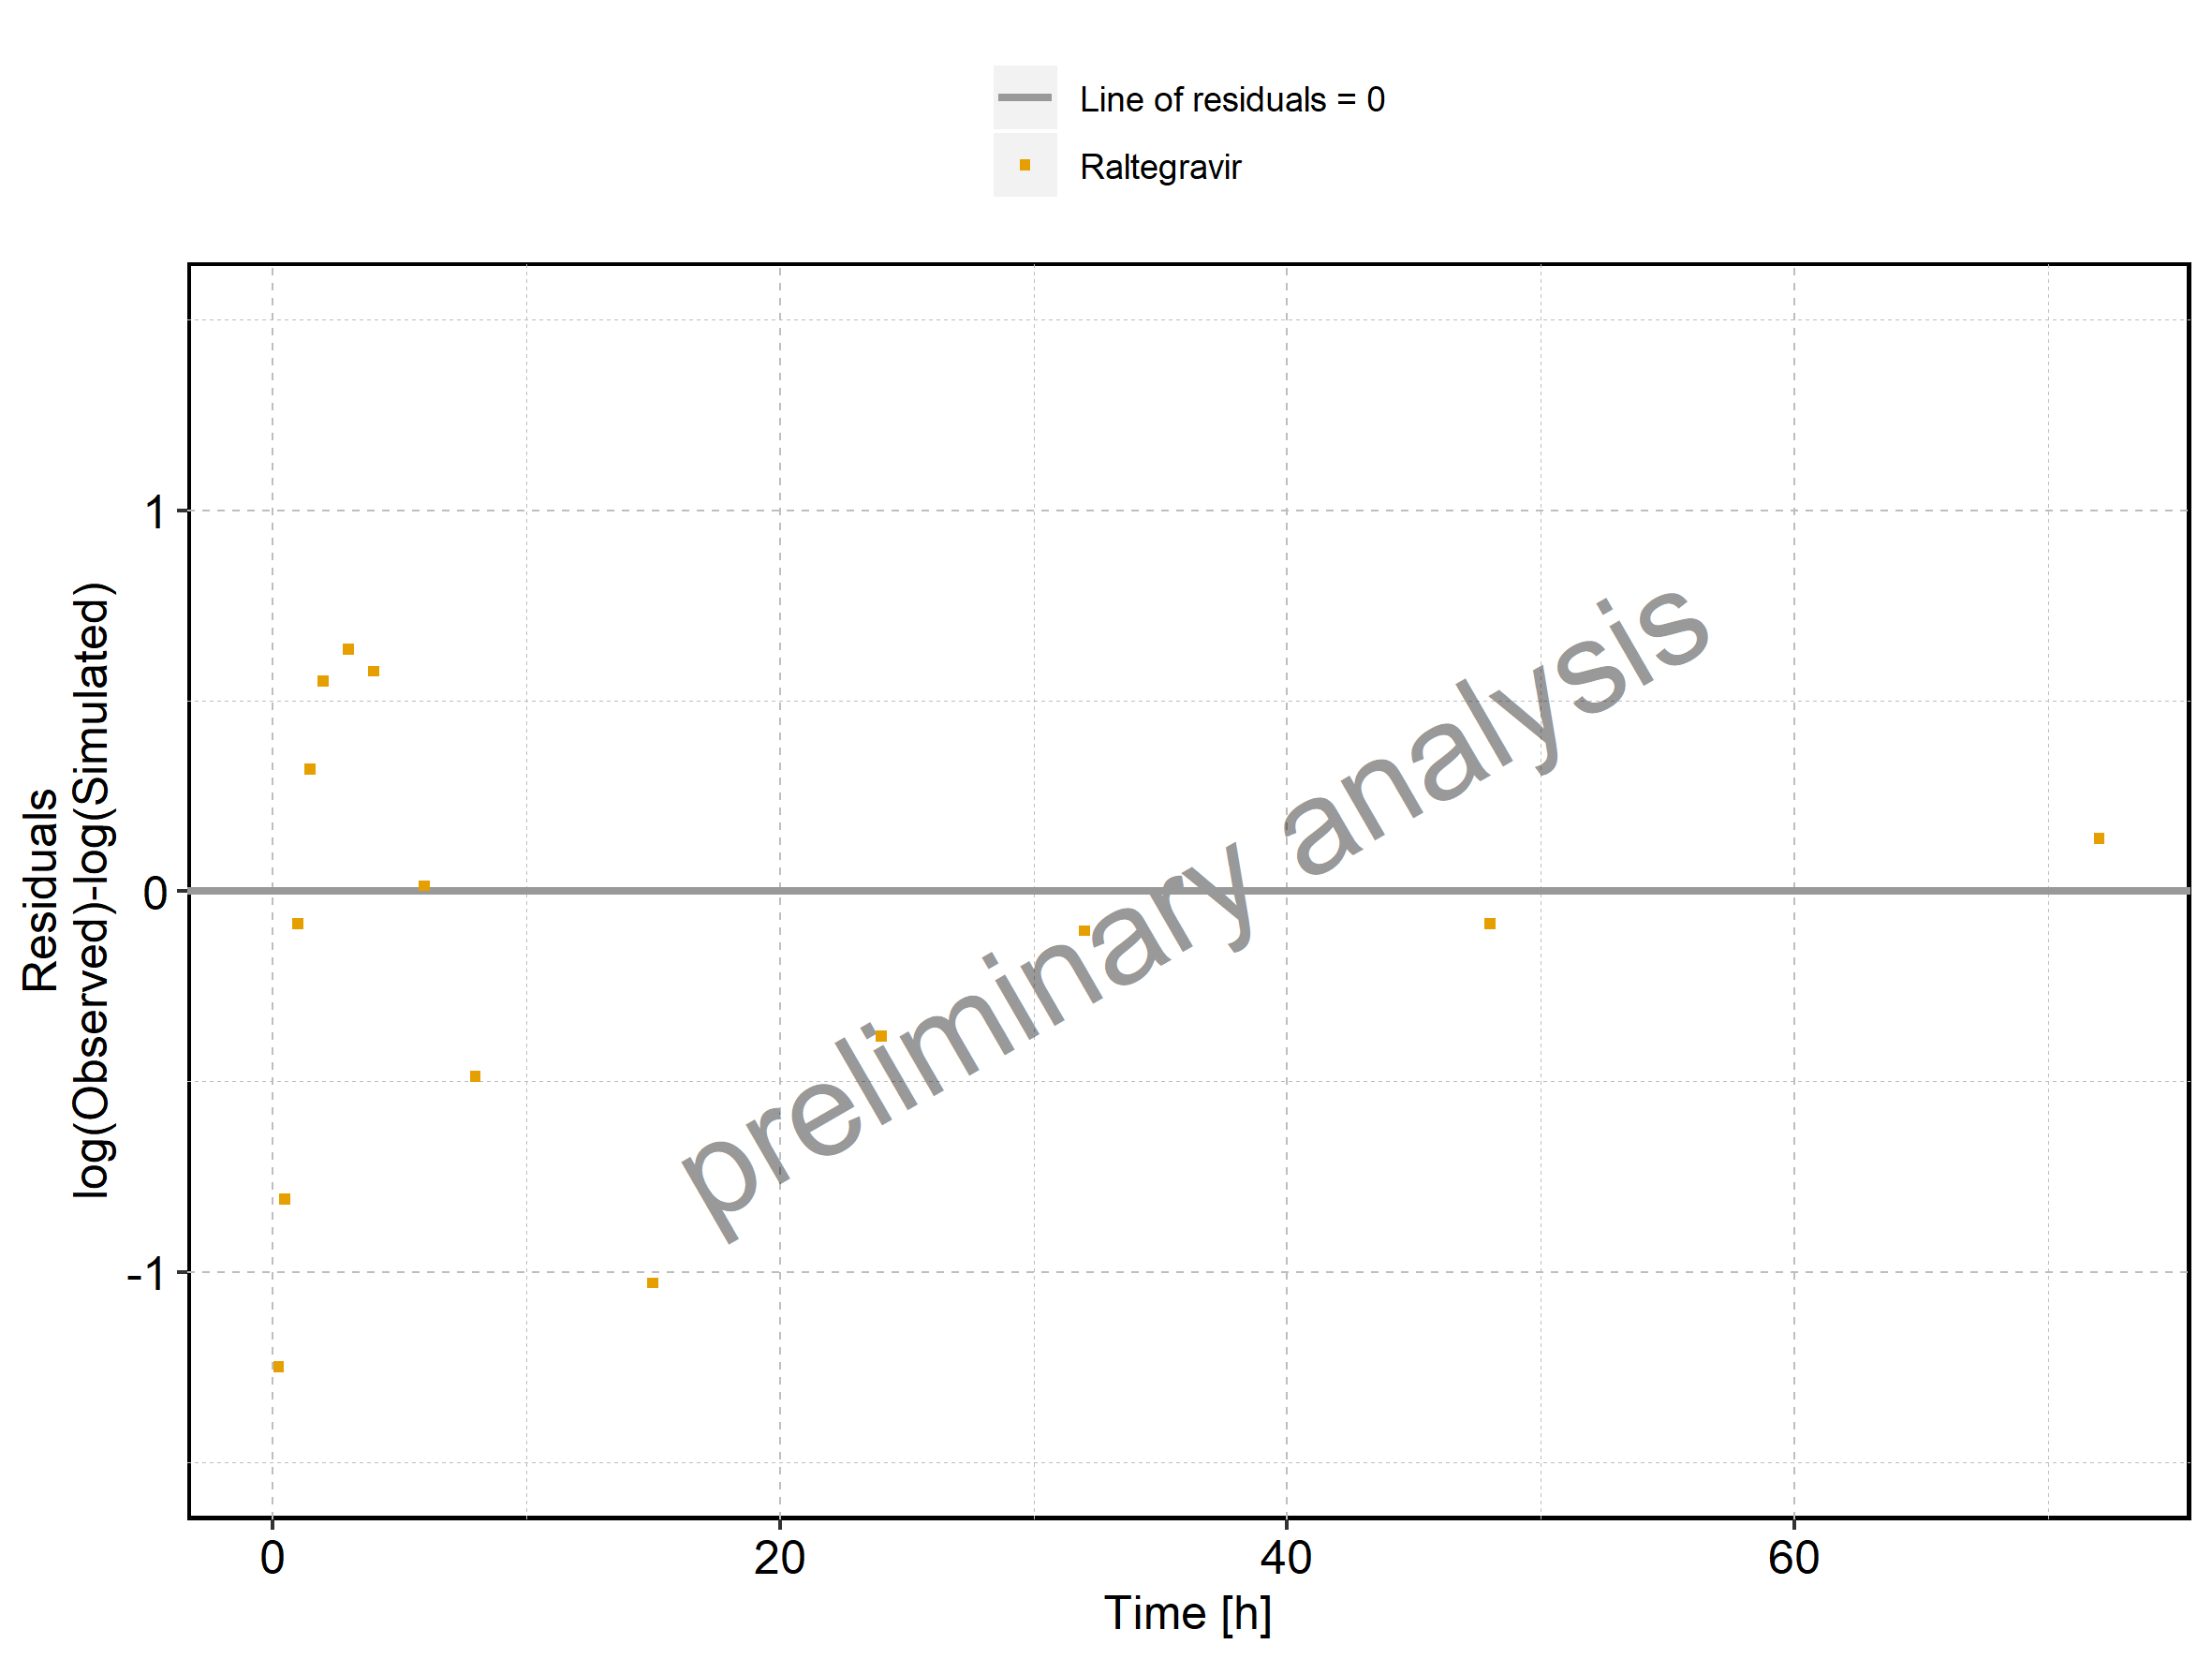 Line of residuals = 0
Raltegravir
Residuals
log(Observed)-log(Simulated)
1
0
-1
preliminary analysis
0 20 40 60
Time [h]